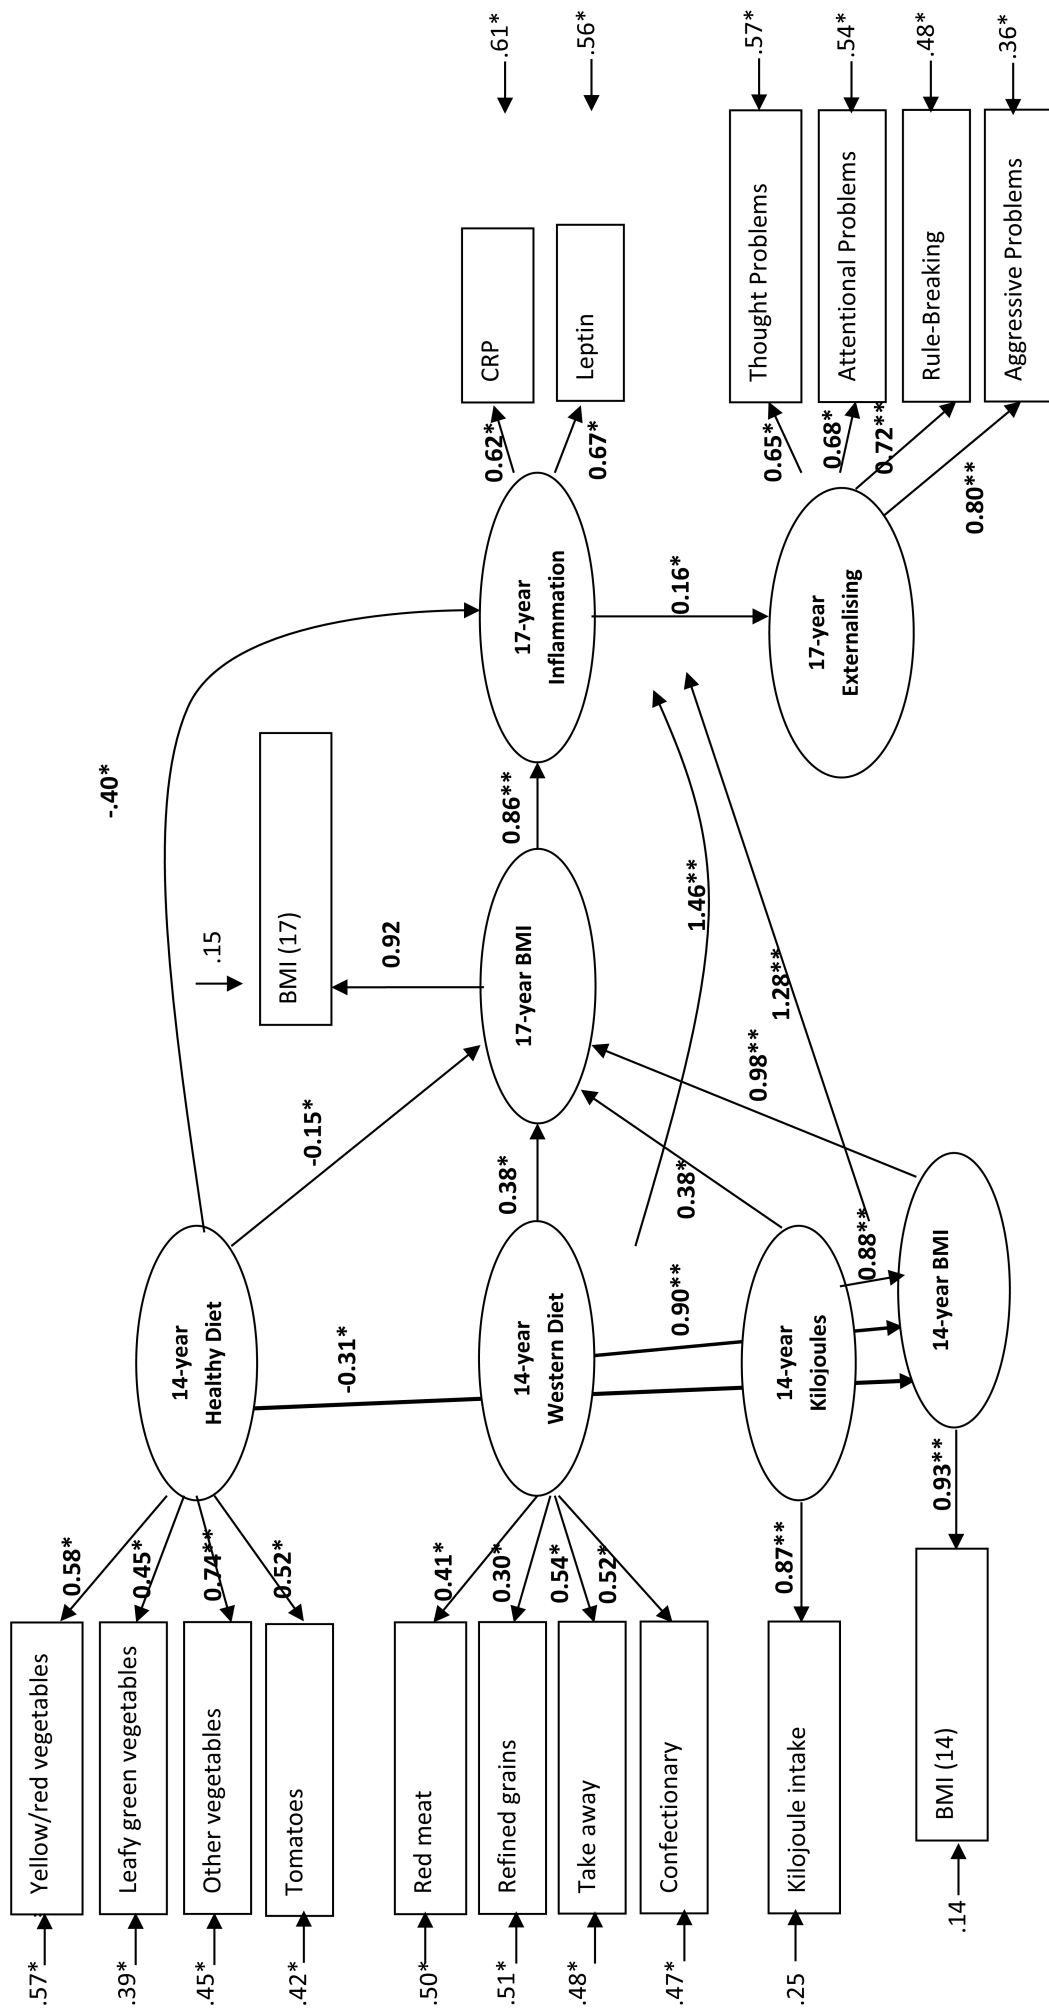 .57*
Yellow/red vegetables
0.58*
.39*
Leafy green vegetables
0.45*
.45*
Other vegetables
0.74**
.42*
Tomatoes
0.52*
14-year
Healthy Diet
-.40*
-0.15*
-0.31*
.15
BMI (17)
0.92
.50*
Red meat
0.41*
.51*
Refined grains
0.30*
.48*
Take away
0.54*
.47*
Confectionary
0.52*
14-year
Western Diet
0.38*
17-year BMI
0.86**
17-year
Inflammation
0.62*
CRP
.61*
0.67*
Leptin
.56*
0.90**
0.38*
1.46**
0.16*
.25
Kilojoule intake
0.87**
14-year
Kilojoules
0.98**
1.28**
0.88**
17-year
Externalising
0.65*
Thought Problems
.57*
0.68*
Attentional Problems
.54*
0.72**
Rule-Breaking
.48*
0.80**
Aggressive Problems
.36*
.14
BMI (14)
0.93**
14-year BMI